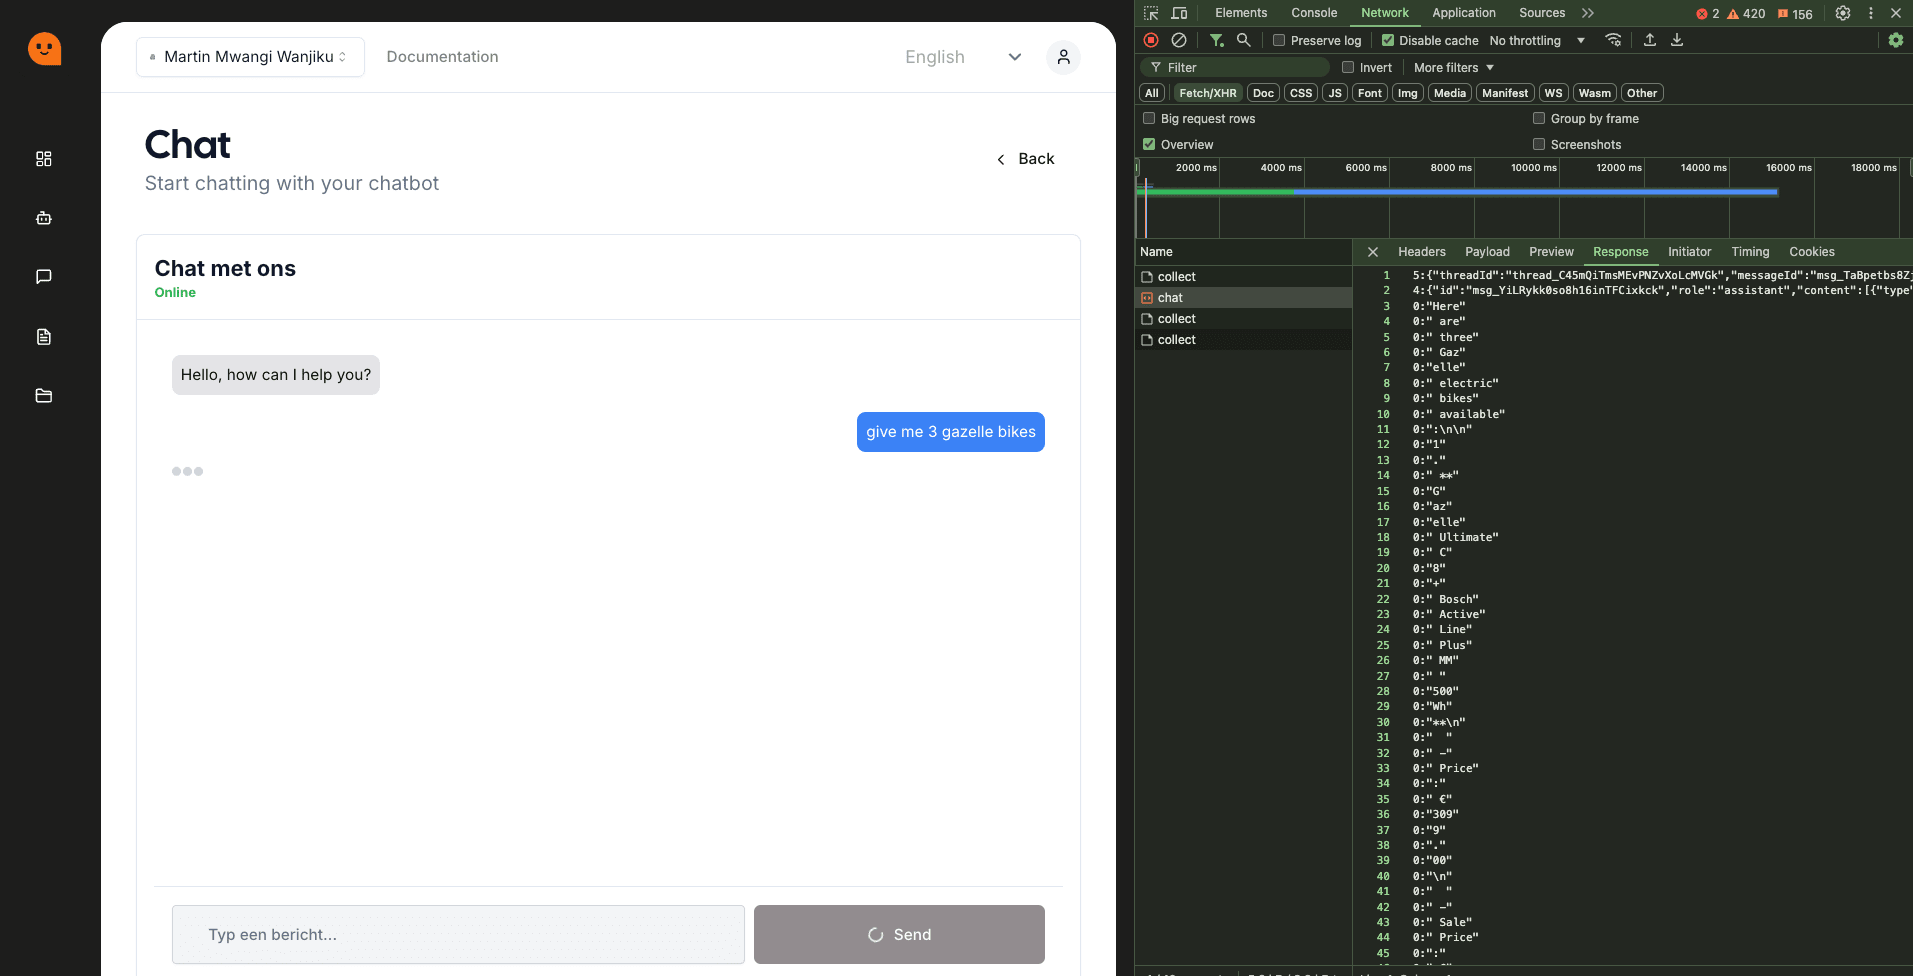 Martin Mwangi Wanjiku
Documentation
English
Chat
Start chatting with your chatbot
Back
Chat met ons
Online
Hello, how can I help you?
give me 3 gazelle bikes
Typ een bericht...
Send
Elements Console Network Application Sources 2 420 156
Preserve log Disable cache No throttling
Filter Invert More filters
All Fetch/XHR Doc CSS JS Font Img Media Manifest WS Wasm Other
Big request rows Group by frame
Overview Screenshots
2000 ms 4000 ms 6000 ms 8000 ms 10000 ms 12000 ms 14000 ms 16000 ms 18000 ms
Name
collect
chat
collect
collect
Headers Payload Preview Response Initiator Timing Cookies
1 5:{"threadId":"thread_C45mQiTmsMEvPNZvXoLcMVGk","messageId":"msg_TaBpetbs8Z
2 4:{"id":"msg_YiLRykk0so8h16inTFCixkck","role":"assistant","content":[{"type"
3 0:"Here"
4 0:" are"
5 0:" three"
6 0:" Gaz"
7 0:"elle"
8 0:" electric"
9 0:" bikes"
10 0:" available"
11 0:":\n\n"
12 0:"1"
13 0:"."
14 0:" **"
15 0:"G"
16 0:"az"
17 0:"elle"
18 0:" Ultimate"
19 0:" C"
20 0:"8"
21 0:"+"
22 0:" Bosch"
23 0:" Active"
24 0:" Line"
25 0:" Plus"
26 0:" MM"
27 0:" "
28 0:"500"
29 0:"Wh"
30 0:"**\n"
31 0:"  "
32 0:" -"
33 0:" Price"
34 0:":"
35 0:" €"
36 0:"309"
37 0:"9"
38 0:"."
39 0:"00"
40 0:"\n"
41 0:"  "
42 0:" -"
43 0:" Sale"
44 0:" Price"
45 0:":"